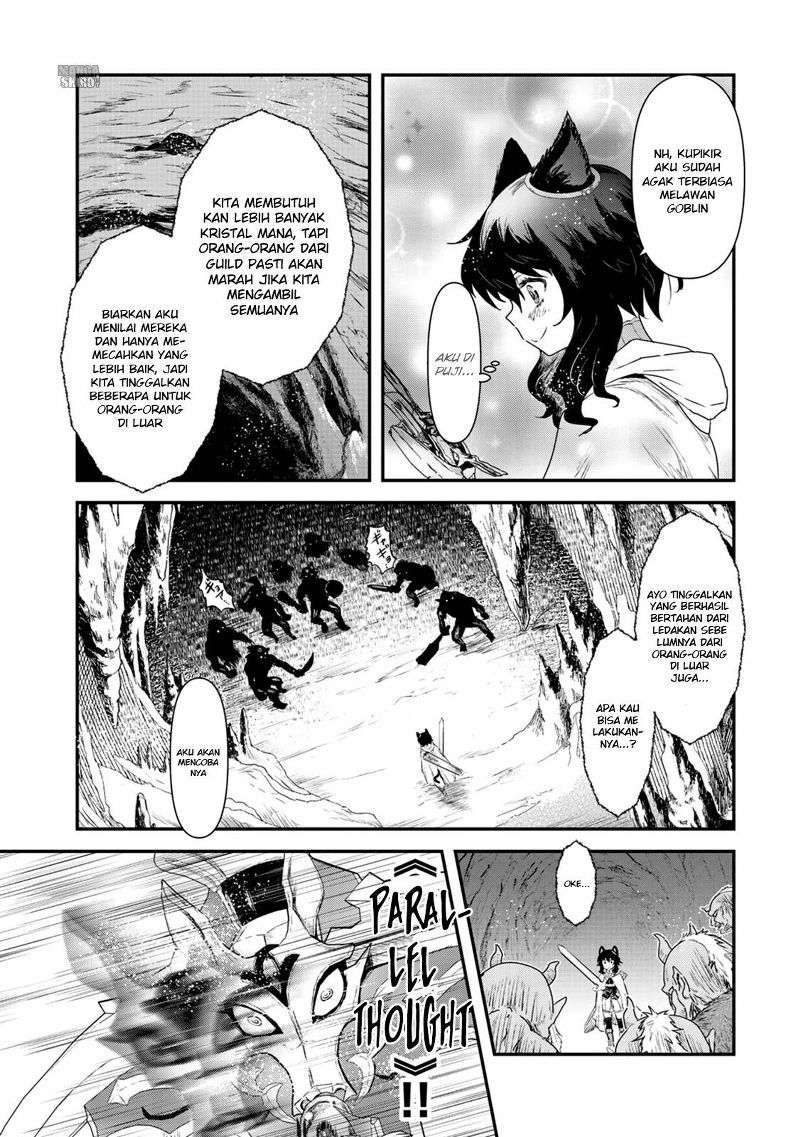 NH, KUPIKIR
AKU SUDAH
AGAK TERBIASA
MELAWAN
GOBLIN
AKU DI
PUJI...
KITA MEMBUTUH
KAN LEBIH BANYAK
KRISTAL MANA, TAPI
ORANG-ORANG DARI
GUILD PASTI AKAN
MARAH JIKA KITA
MENGAMBIL
SEMUANYA
BIARKAN AKU
MENILAI MEREKA
DAN HANYA ME-
MECAHKAN YANG
LEBIH BAIK, JADI
KITA TINGGALKAN
BEBERAPA UNTUK
ORANG-ORANG
DI LUAR
AYO TINGGALKAN
YANG BERHASIL
BERTAHAN DARI
LEDAKAN SEBE
LUMNYA DARI
ORANG-ORANG
DI LUAR
JUGA...
APA KAU
BISA ME
LAKUKAN-
NYA...?
AKU AKAN
MENCOBA
NYA
OKE...
《PARAL-
LEL
THOUGHT》
!!